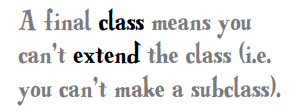 A final class means you
can't extend the class (i.e.
you can't make a subclass).